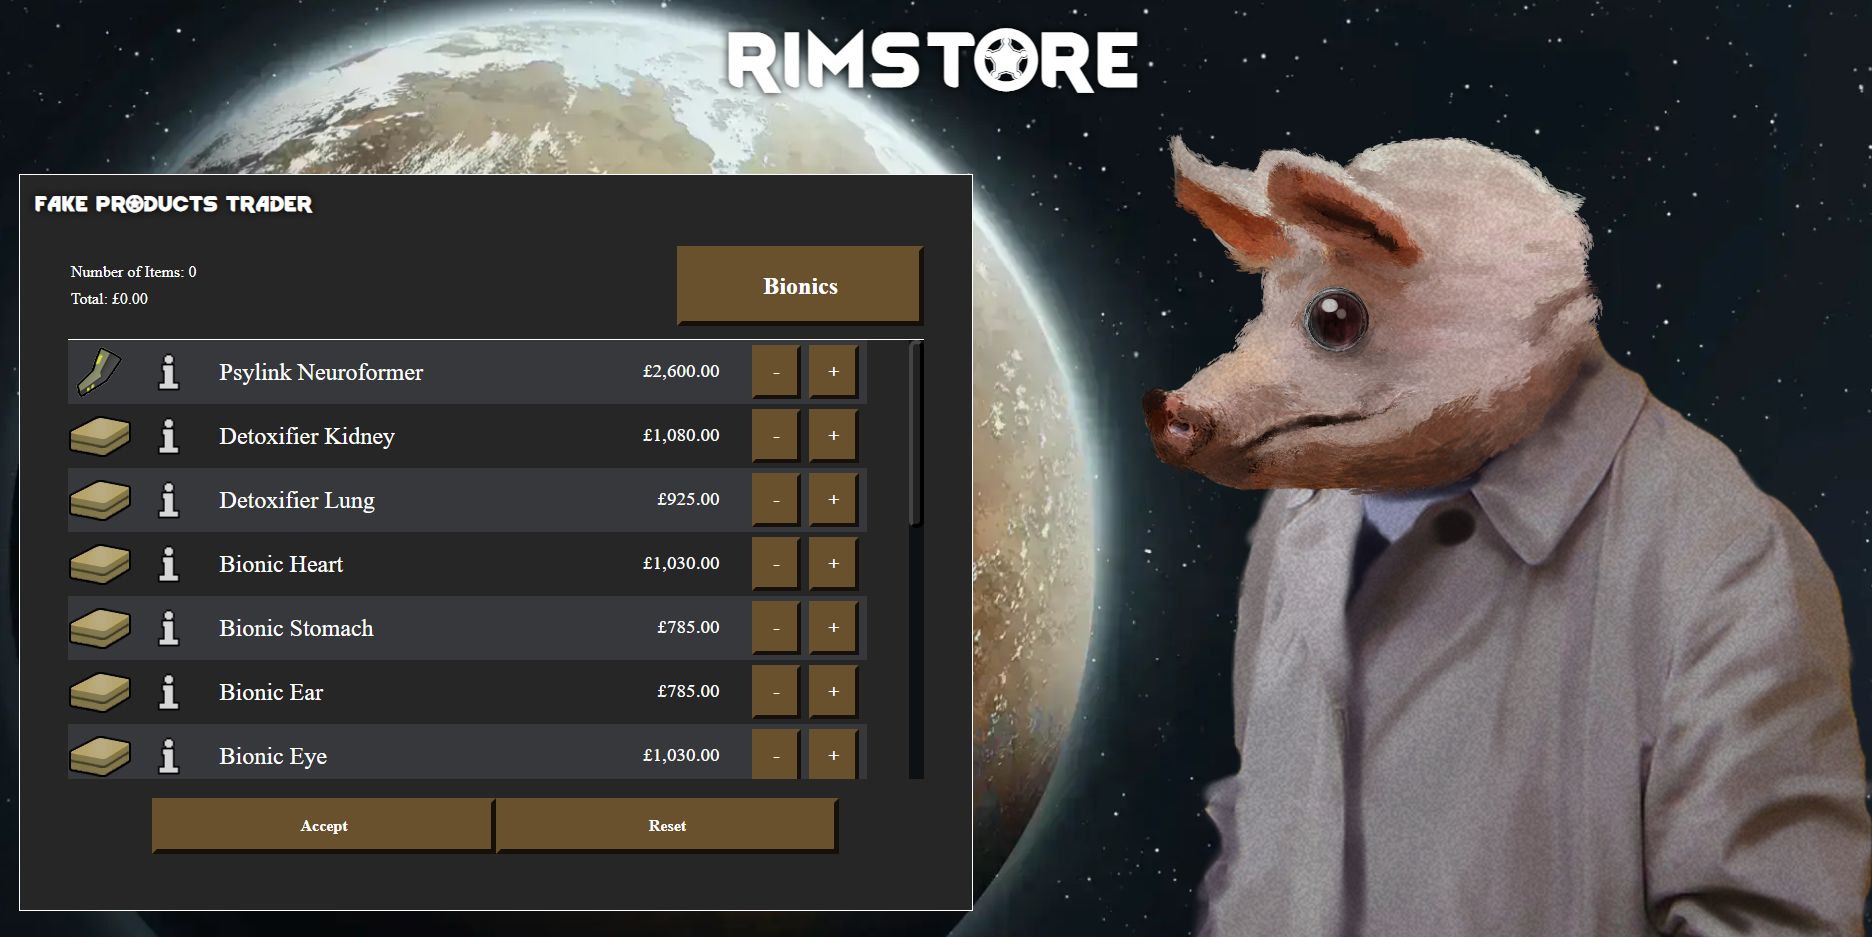 RIMSTORE
FAKE PRODUCTS TRADER
Number of Items: 0
Total: £0.00
Bionics
Psylink Neuroformer £2,600.00 - +
Detoxifier Kidney £1,080.00 - +
Detoxifier Lung £925.00 - +
Bionic Heart £1,030.00 - +
Bionic Stomach £785.00 - +
Bionic Ear £785.00 - +
Bionic Eye £1,030.00 - +
Accept Reset